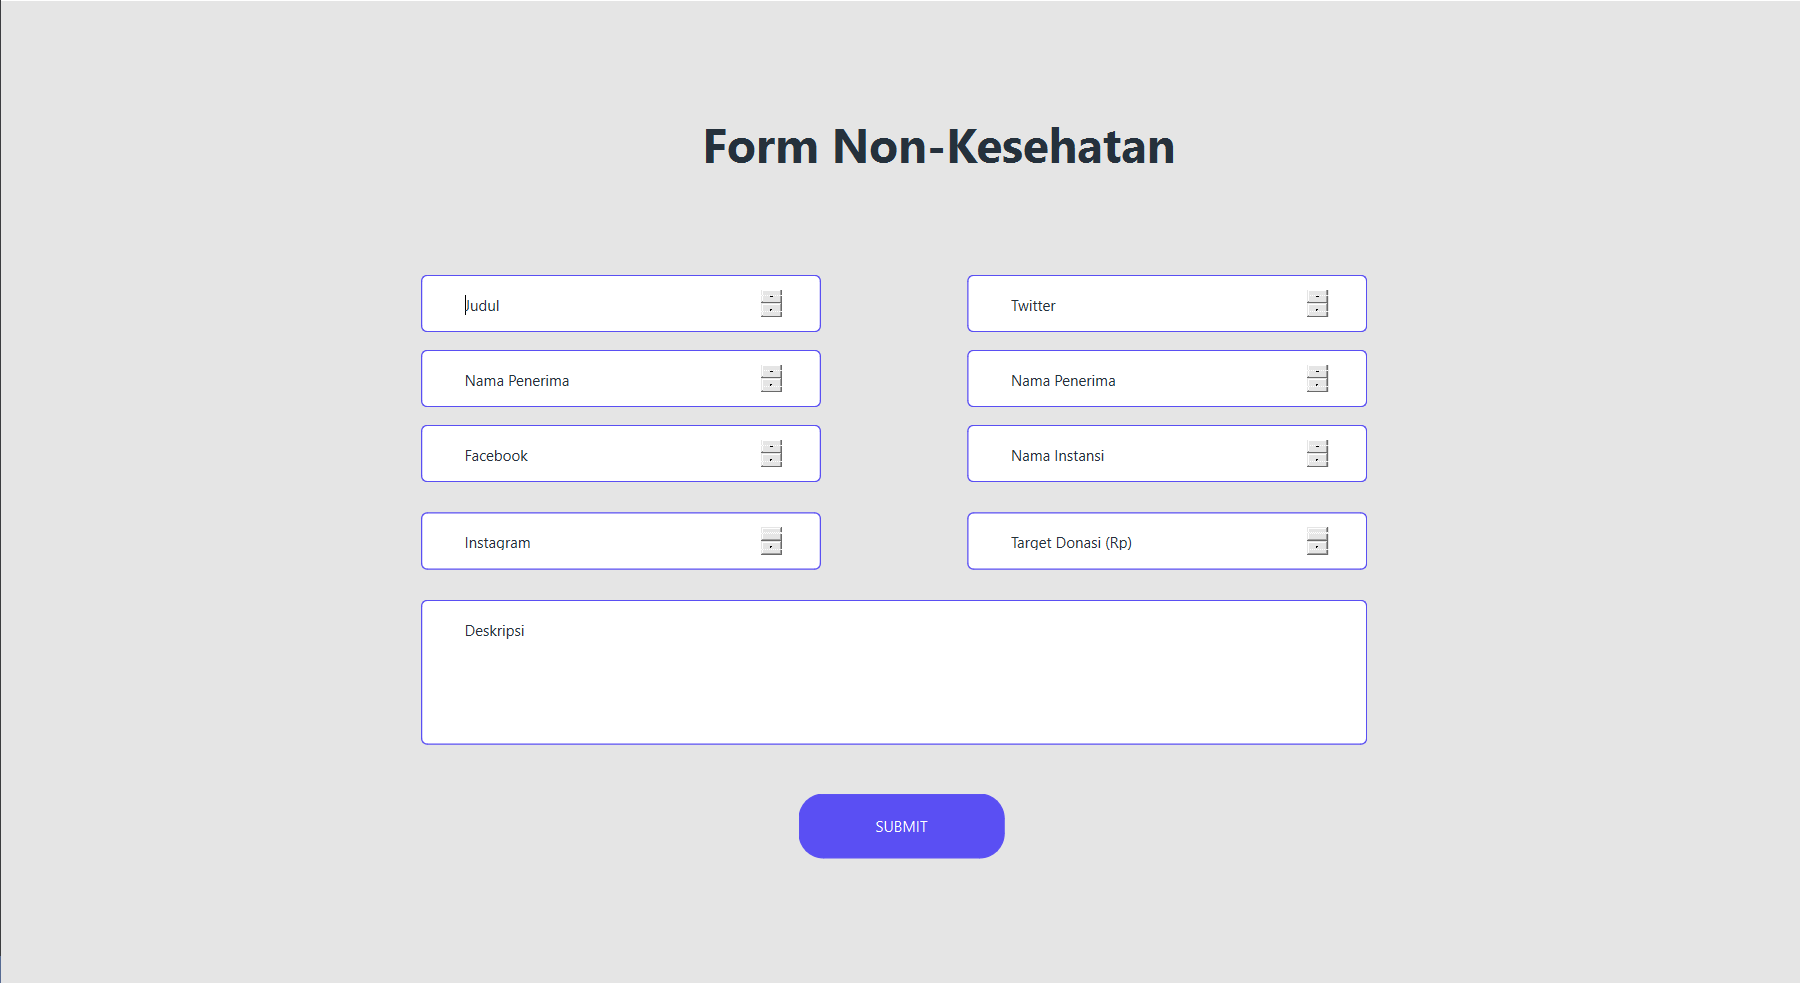 Form Non-Kesehatan
Judul
Twitter
Nama Penerima
Nama Penerima
Facebook
Nama Instansi
Instagram
Target Donasi (Rp)
Deskripsi
SUBMIT